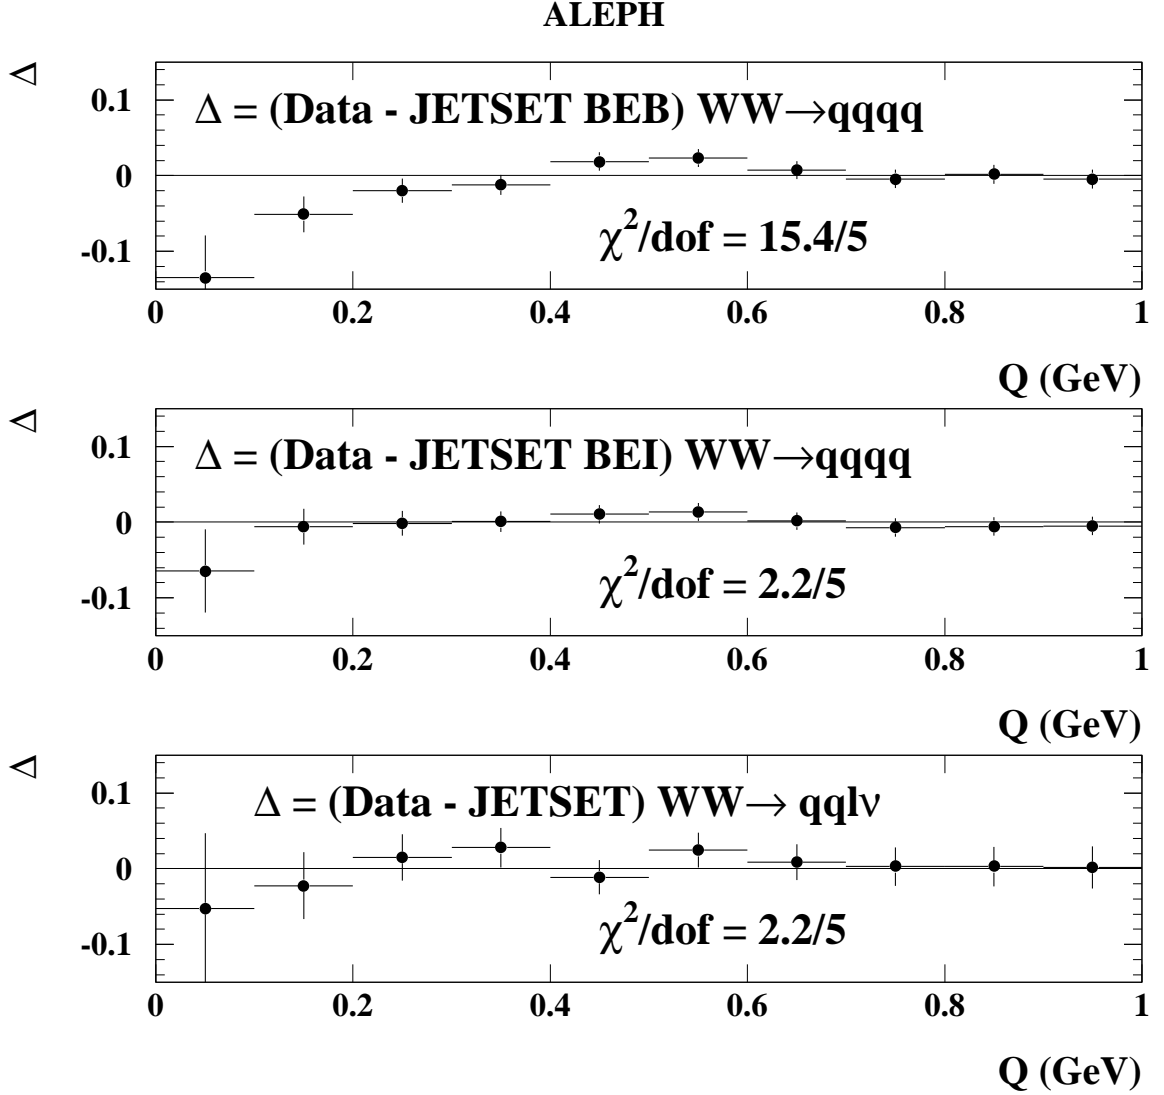 ALEPH
Δ
Δ = (Data - JETSET BEB) WW→qqqq
0.1
0
-0.1
χ²/dof = 15.4/5
0 0.2 0.4 0.6 0.8 1
Q (GeV)
Δ
Δ = (Data - JETSET BEI) WW→qqqq
0.1
0
-0.1
χ²/dof = 2.2/5
0 0.2 0.4 0.6 0.8 1
Q (GeV)
Δ
Δ = (Data - JETSET) WW→ qqlν
0.1
0
-0.1
χ²/dof = 2.2/5
0 0.2 0.4 0.6 0.8 1
Q (GeV)